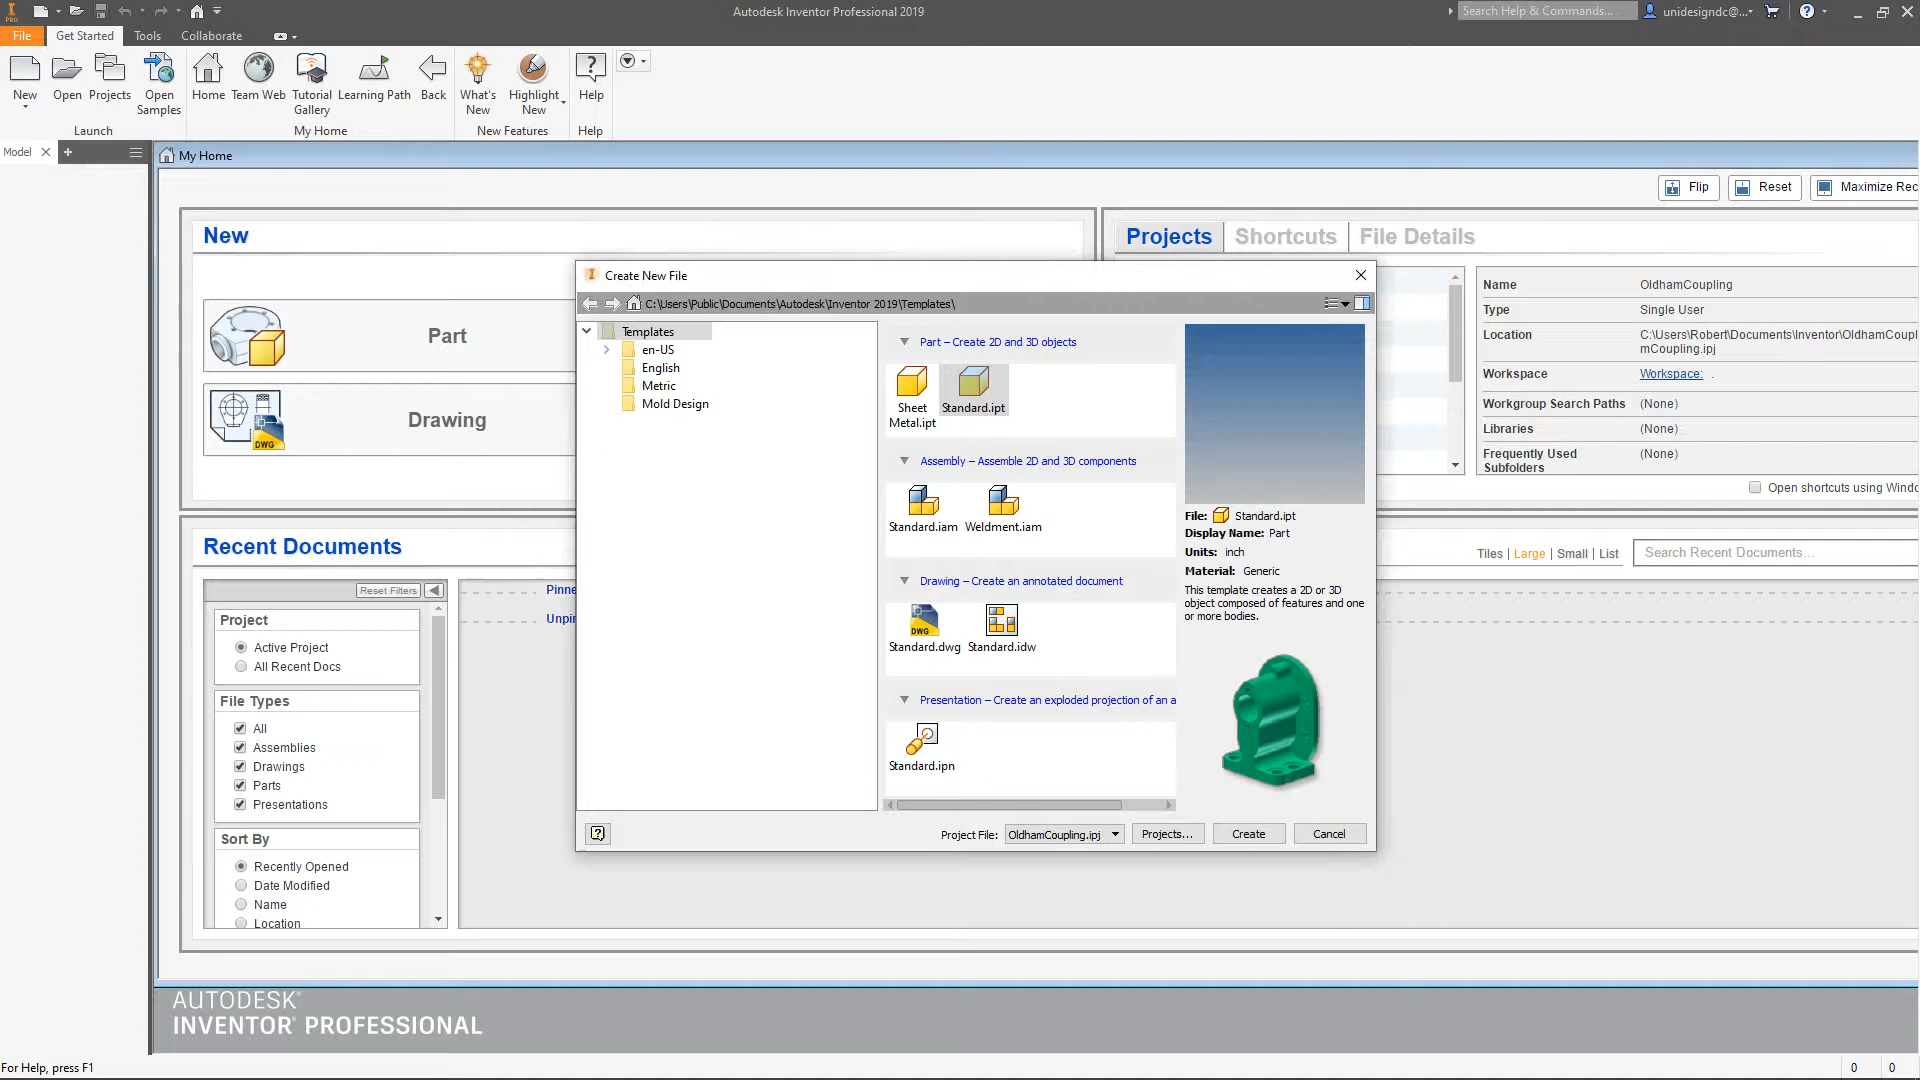 PRO
Autodesk Inventor Professional 2019
Search Help & Commands...
unidesigndc@...
File
Get Started
Tools
Collaborate
New
Open
Projects
Open Samples
Home
Team Web
Tutorial Gallery
Learning Path
Back
What's New
Highlight New
Help
Launch
My Home
New Features
Help
Model
My Home
Flip
Reset
Maximize Rec
New
Part
Drawing
DWG
Projects
Shortcuts
File Details
Name OldhamCoupling
Type Single User
Location C:\Users\Robert\Documents\Inventor\OldhamCoupl
mCoupling.ipj
Workspace Workspace: .
Workgroup Search Paths (None)
Libraries (None)
Frequently Used (None)
Subfolders
Open shortcuts using Windo
Create New File
C:\Users\Public\Documents\Autodesk\Inventor 2019\Templates\
Templates
en-US
English
Metric
Mold Design
Part – Create 2D and 3D objects
Sheet Metal.ipt
Standard.ipt
Assembly – Assemble 2D and 3D components
Standard.iam
Weldment.iam
Drawing – Create an annotated document
DWG
Standard.dwg
Standard.idw
Presentation – Create an exploded projection of an a
Standard.ipn
File: Standard.ipt
Display Name: Part
Units: inch
Material: Generic
This template creates a 2D or 3D
object composed of features and one
or more bodies.
Project File:
OldhamCoupling.ipj
Projects...
Create
Cancel
Recent Documents
Tiles | Large | Small | List
Search Recent Documents...
Reset Filters
Pinne
Unpin
Project
Active Project
All Recent Docs
File Types
All
Assemblies
Drawings
Parts
Presentations
Sort By
Recently Opened
Date Modified
Name
Location
AUTODESK®
INVENTOR® PROFESSIONAL
For Help, press F1
0 0